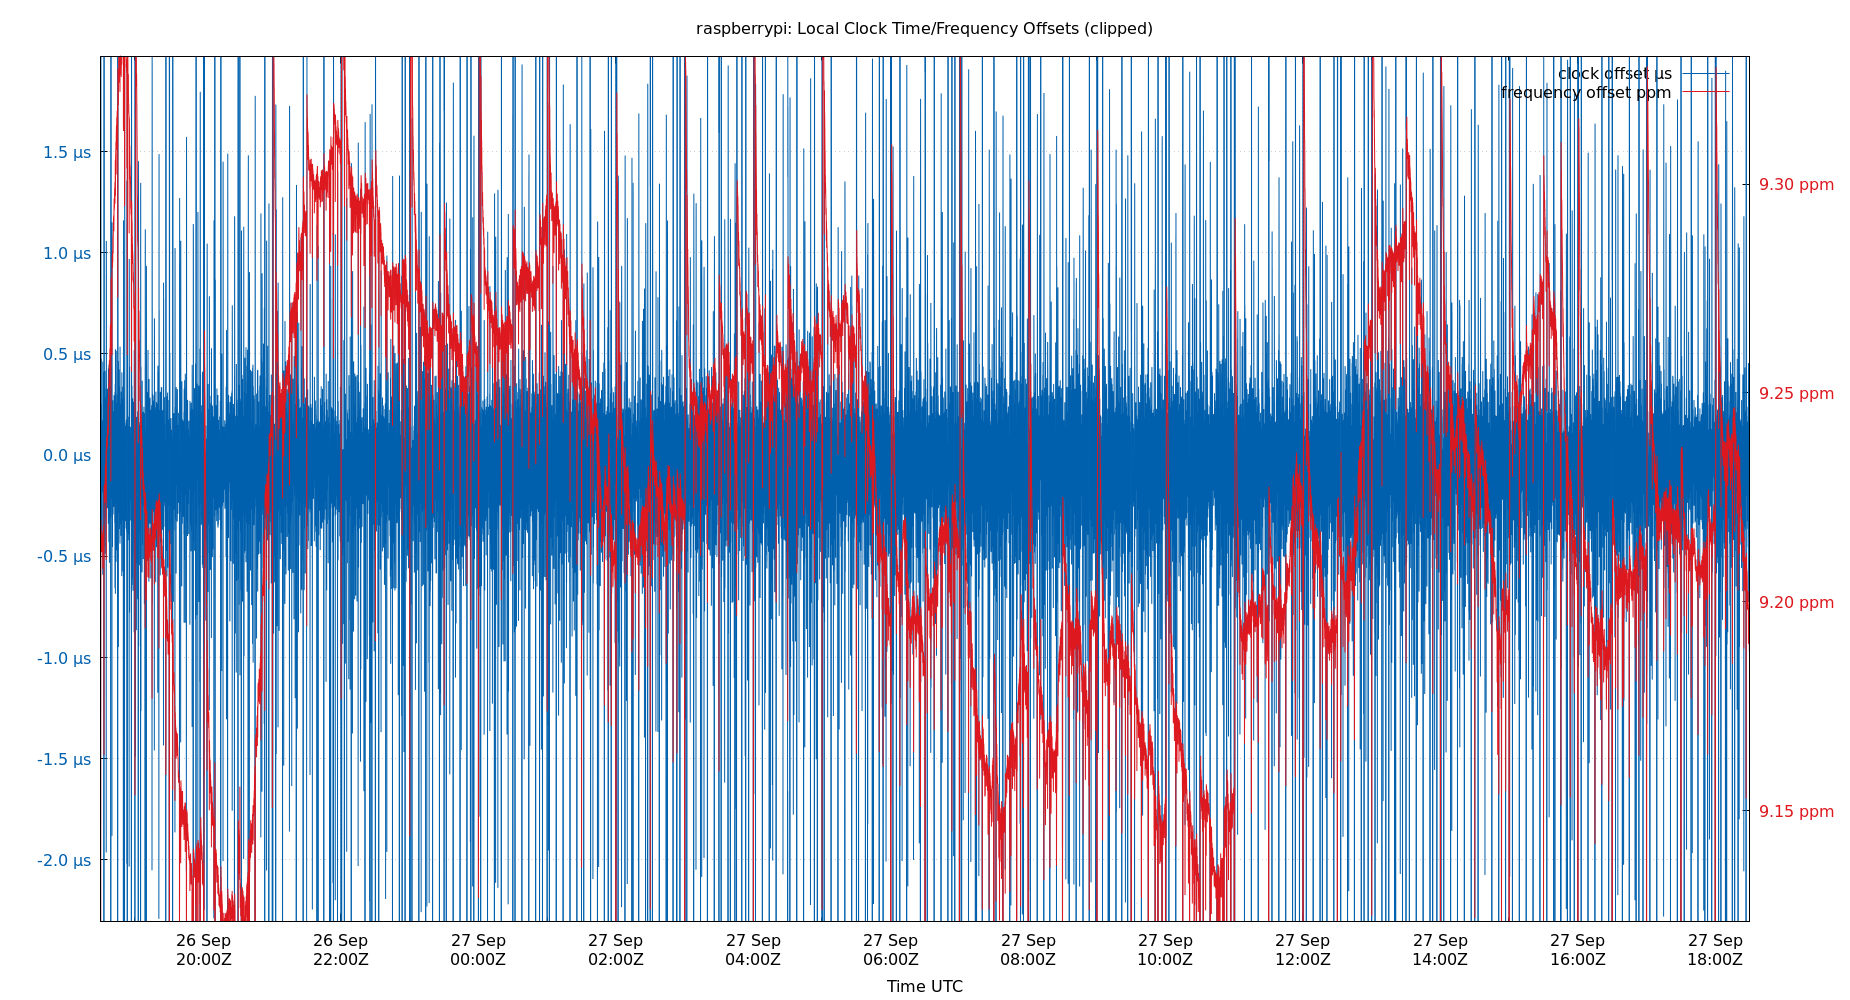 raspberrypi: Local Clock Time/Frequency Offsets (clipped)
clock offset µs
frequency offset ppm
1.5 µs
1.0 µs
0.5 µs
0.0 µs
-0.5 µs
-1.0 µs
-1.5 µs
-2.0 µs
9.30 ppm
9.25 ppm
9.20 ppm
9.15 ppm
26 Sep 26 Sep 27 Sep 27 Sep 27 Sep 27 Sep 27 Sep 27 Sep 27 Sep 27 Sep 27 Sep 27 Sep
20:00Z 22:00Z 00:00Z 02:00Z 04:00Z 06:00Z 08:00Z 10:00Z 12:00Z 14:00Z 16:00Z 18:00Z
Time UTC